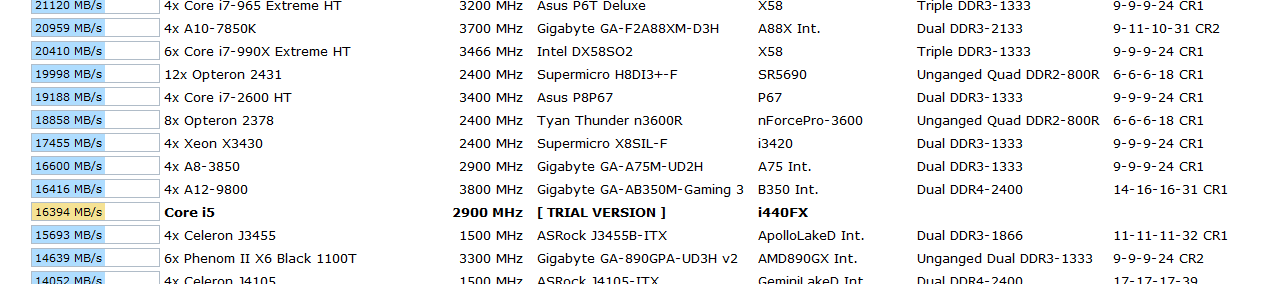 21120 MB/s 4x Core i7-965 Extreme HT 3200 MHz Asus P6T Deluxe X58 Triple DDR3-1333 9-9-9-24 CR1
20959 MB/s 4x A10-7850K 3700 MHz Gigabyte GA-F2A88XM-D3H A88X Int. Dual DDR3-2133 9-11-10-31 CR2
20410 MB/s 6x Core i7-990X Extreme HT 3466 MHz Intel DX58SO2 X58 Triple DDR3-1333 9-9-9-24 CR1
19998 MB/s 12x Opteron 2431 2400 MHz Supermicro H8DI3+-F SR5690 Unganged Quad DDR2-800R 6-6-6-18 CR1
19188 MB/s 4x Core i7-2600 HT 3400 MHz Asus P8P67 P67 Dual DDR3-1333 9-9-9-24 CR1
18858 MB/s 8x Opteron 2378 2400 MHz Tyan Thunder n3600R nForcePro-3600 Unganged Quad DDR2-800R 6-6-6-18 CR1
17455 MB/s 4x Xeon X3430 2400 MHz Supermicro X8SIL-F i3420 Dual DDR3-1333 9-9-9-24 CR1
16600 MB/s 4x A8-3850 2900 MHz Gigabyte GA-A75M-UD2H A75 Int. Dual DDR3-1333 9-9-9-24 CR1
16416 MB/s 4x A12-9800 3800 MHz Gigabyte GA-AB350M-Gaming 3 B350 Int. Dual DDR4-2400 14-16-16-31 CR1
16394 MB/s Core i5 2900 MHz [ TRIAL VERSION ] i440FX
15693 MB/s 4x Celeron J3455 1500 MHz ASRock J3455B-ITX ApolloLakeD Int. Dual DDR3-1866 11-11-11-32 CR1
14639 MB/s 6x Phenom II X6 Black 1100T 3300 MHz Gigabyte GA-890GPA-UD3H v2 AMD890GX Int. Unganged Dual DDR3-1333 9-9-9-24 CR2
14052 MB/s 4x Celeron J4105 1500 MHz ASRock J4105-ITX GeminiLakeD Int. Dual DDR4-2400 17-17-17-39